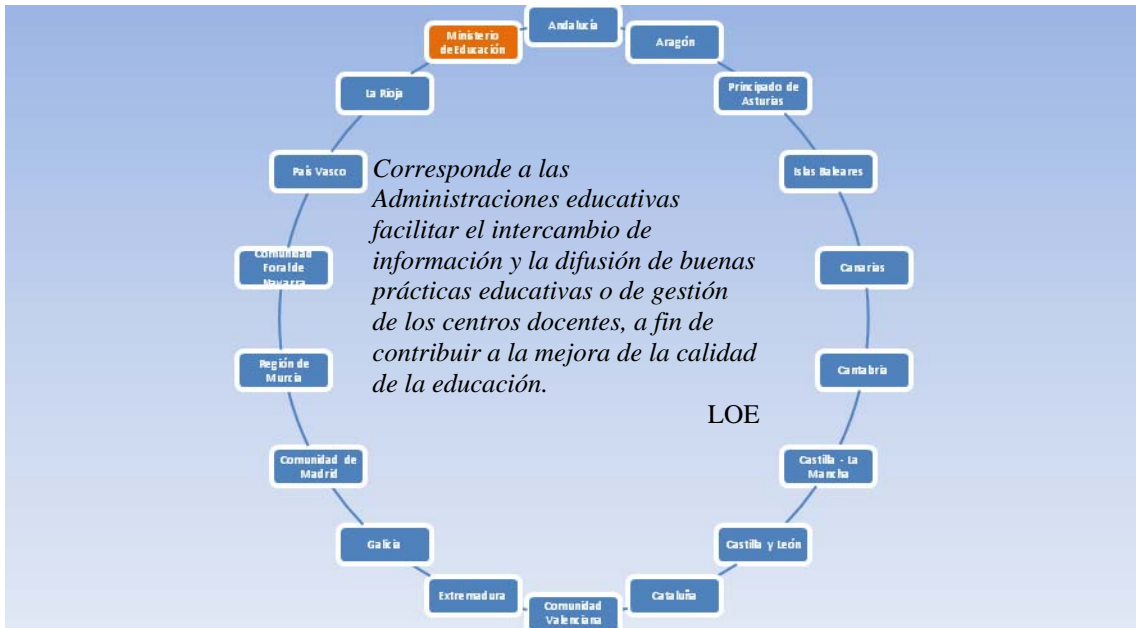 Ministerio
de Educación
Andalucía
Aragón
Principado de
Asturias
Islas Baleares
Canarias
Cantabria
Castilla - La
Mancha
Castilla y León
Cataluña
Comunidad
Valenciana
Extremadura
Galicia
Comunidad de
Madrid
Región de
Murcia
Comunidad
Foral de
Navarra
País Vasco
La Rioja
Corresponde a las
Administraciones educativas
facilitar el intercambio de
información y la difusión de buenas
prácticas educativas o de gestión
de los centros docentes, a fin de
contribuir a la mejora de la calidad
de la educación.
LOE